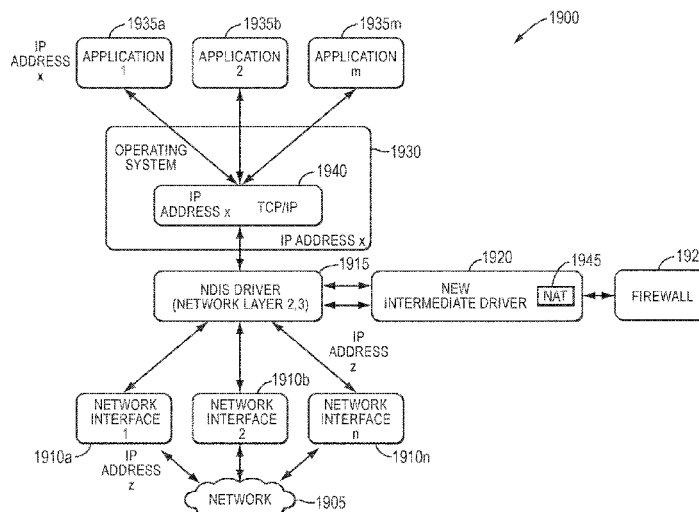 1935a
1935b
1935m
1900
IP
ADDRESS
x
APPLICATION
1
APPLICATION
2
APPLICATION
m
OPERATING
SYSTEM
1930
1940
IP
ADDRESS x
TCP/IP
IP ADDRESS x
1915
1920
1945
192
NDIS DRIVER
(NETWORK LAYER 2,3)
NEW
INTERMEDIATE DRIVER
NAT
FIREWALL
IP
ADDRESS
z
1910b
NETWORK
INTERFACE
1
NETWORK
INTERFACE
2
NETWORK
INTERFACE
n
1910a
IP
ADDRESS
z
1910n
NETWORK
1905